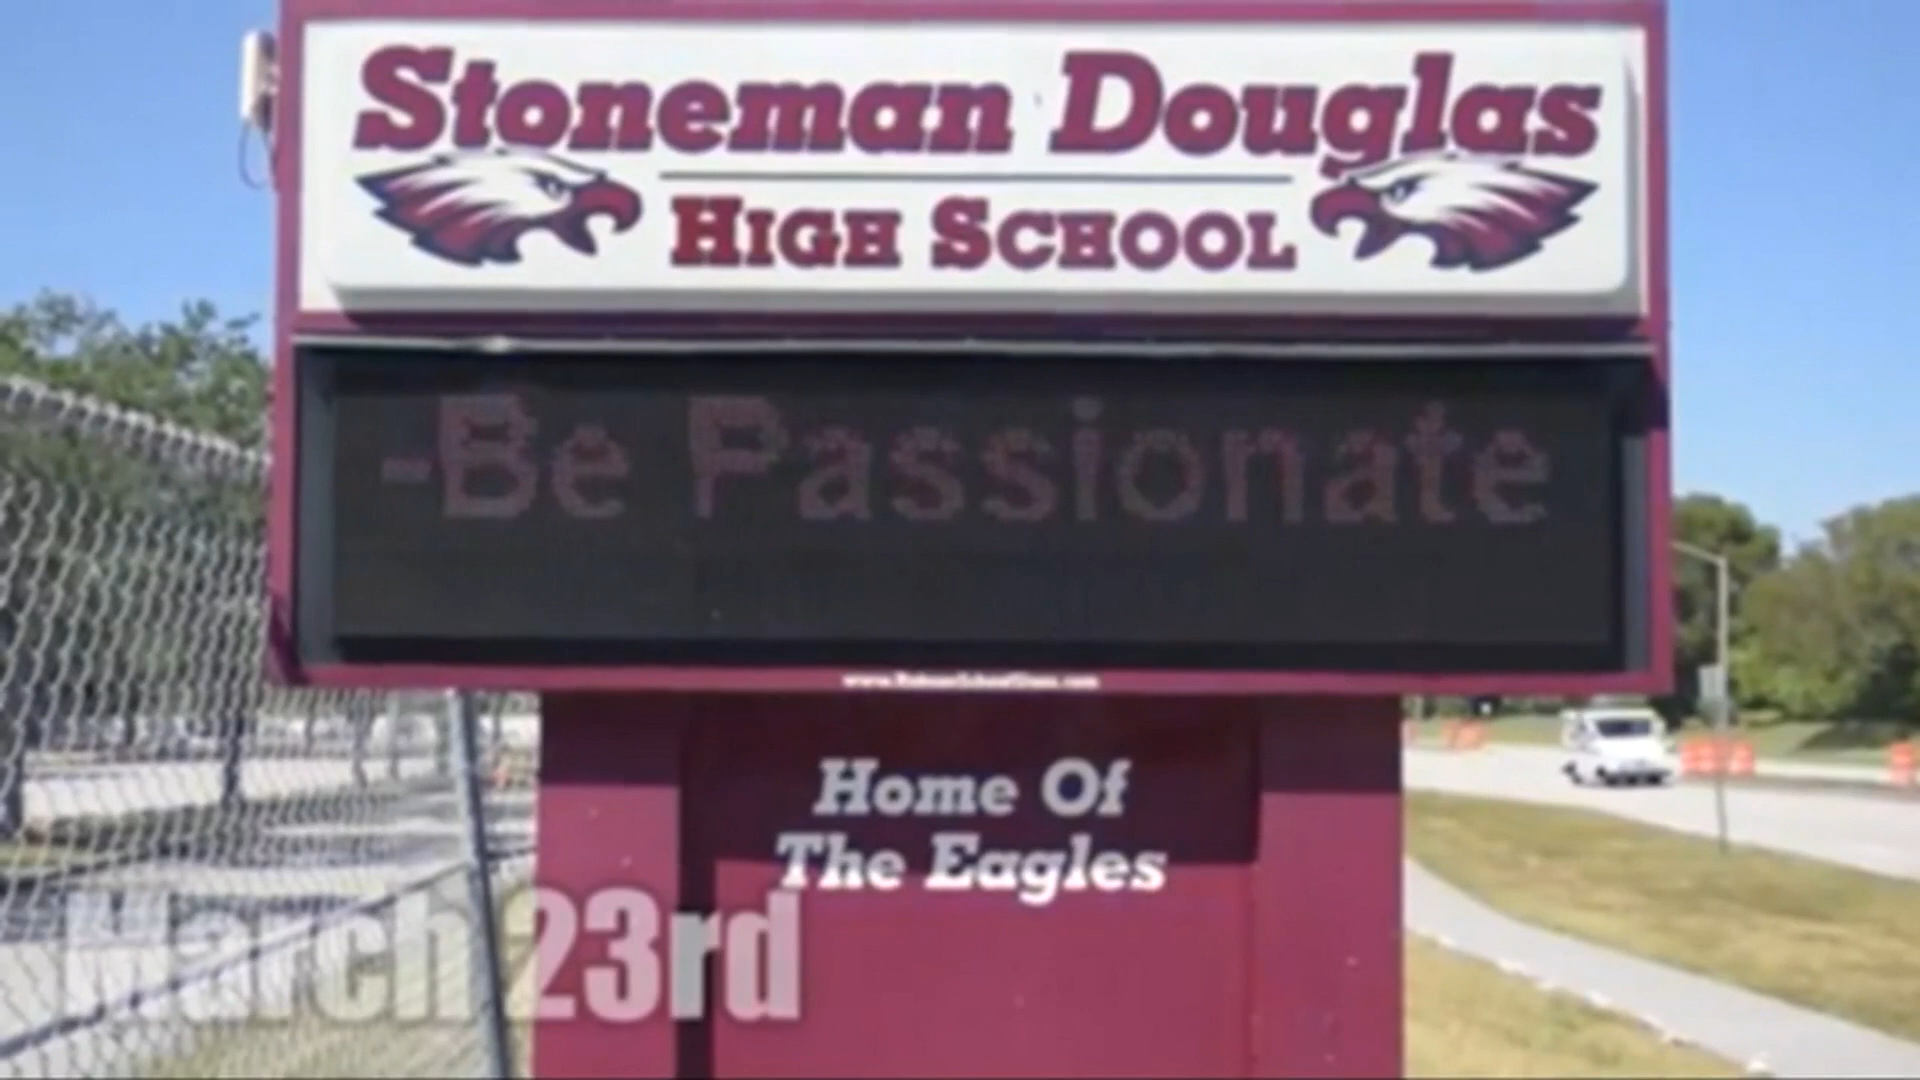 Stoneman Douglas
HIGH SCHOOL
-Be Passionate
Home Of
The Eagles
March 23rd